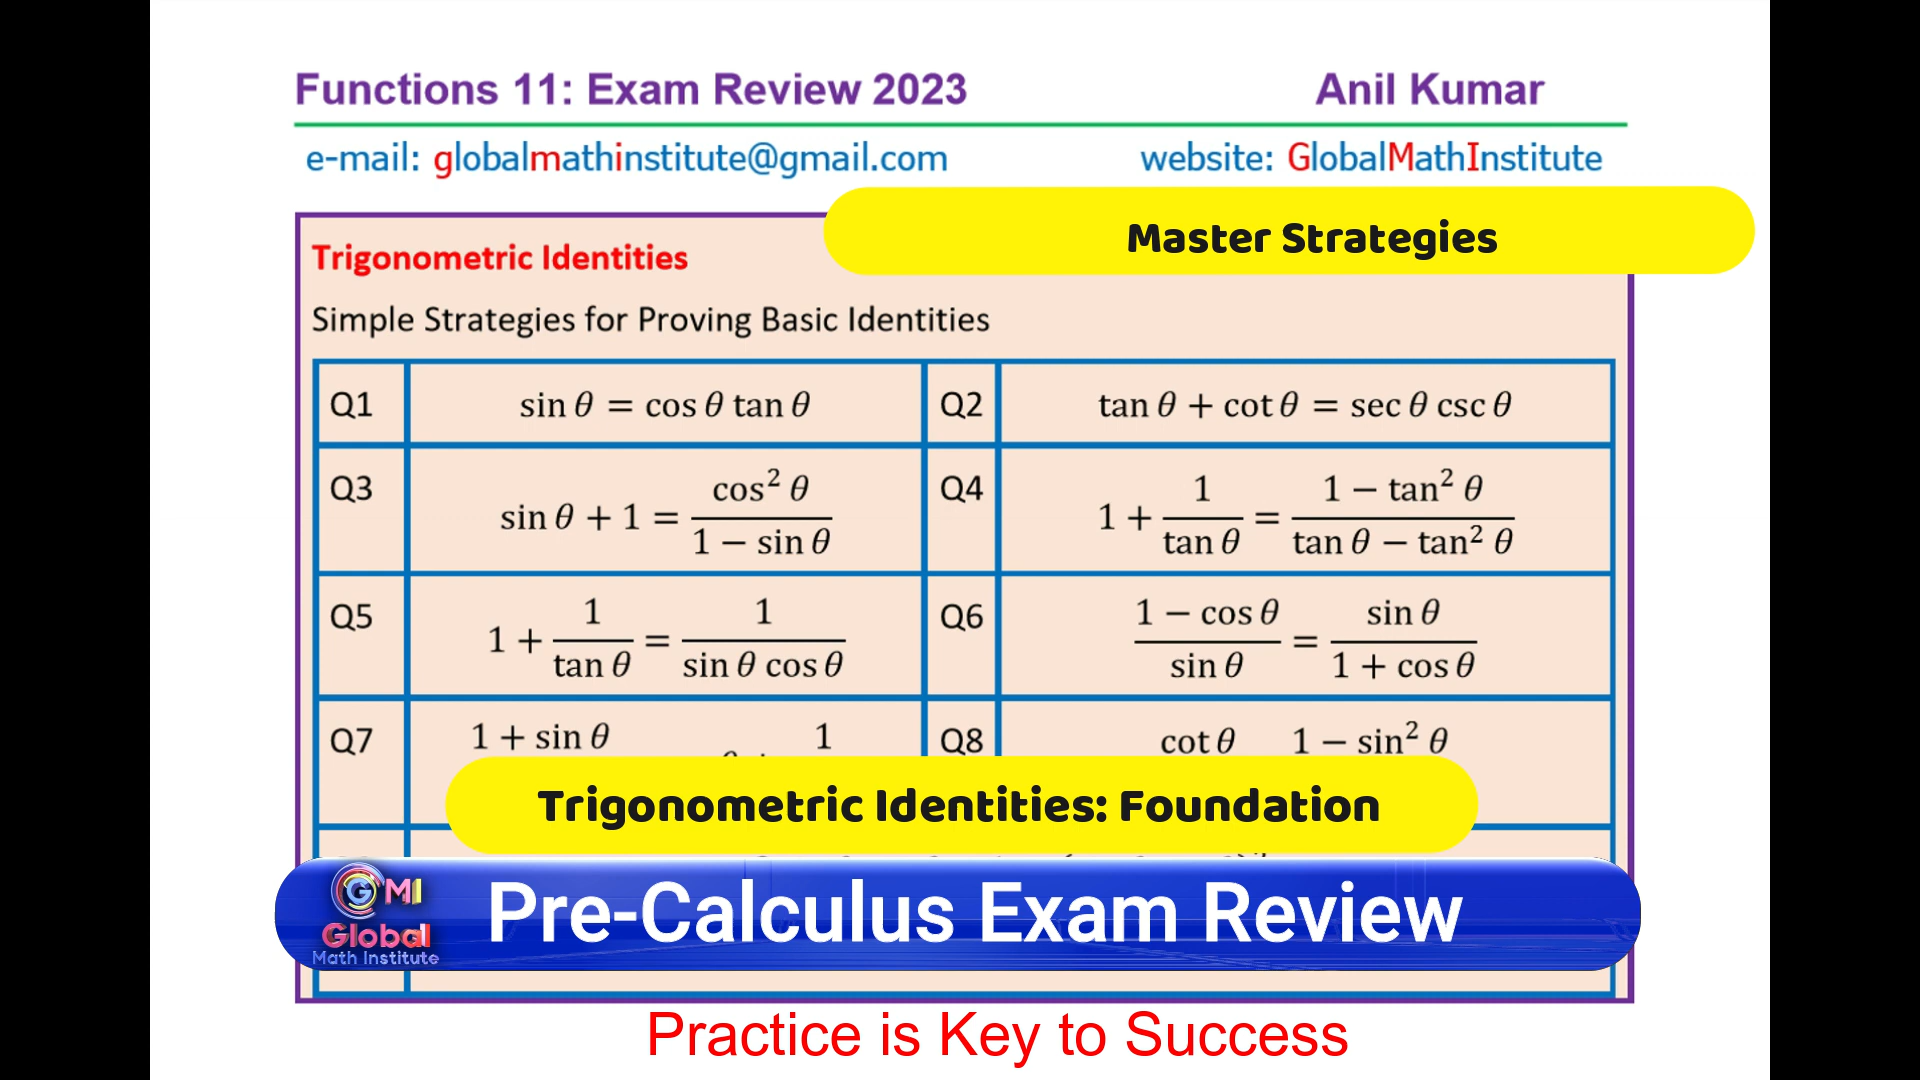 Functions 11: Exam Review 2023 Anil Kumar
e-mail: globalmathinstitute@gmail.com website: GlobalMathInstitute
Master Strategies
Trigonometric Identities
Simple Strategies for Proving Basic Identities
Q1 sin θ = cos θ tan θ Q2 tan θ + cot θ = sec θ csc θ
Q3 sin θ + 1 = cos² θ / (1 − sin θ) Q4 1 + 1 / tan θ = (1 − tan² θ) / (tan θ − tan² θ)
Q5 1 + 1 / tan θ = 1 / (sin θ cos θ) Q6 (1 − cos θ) / sin θ = sin θ / (1 + cos θ)
Q7 1 + sin θ 1 Q8 cot θ 1 − sin² θ
Trigonometric Identities: Foundation
GMI
Global
Math Institute
Pre-Calculus Exam Review
Practice is Key to Success